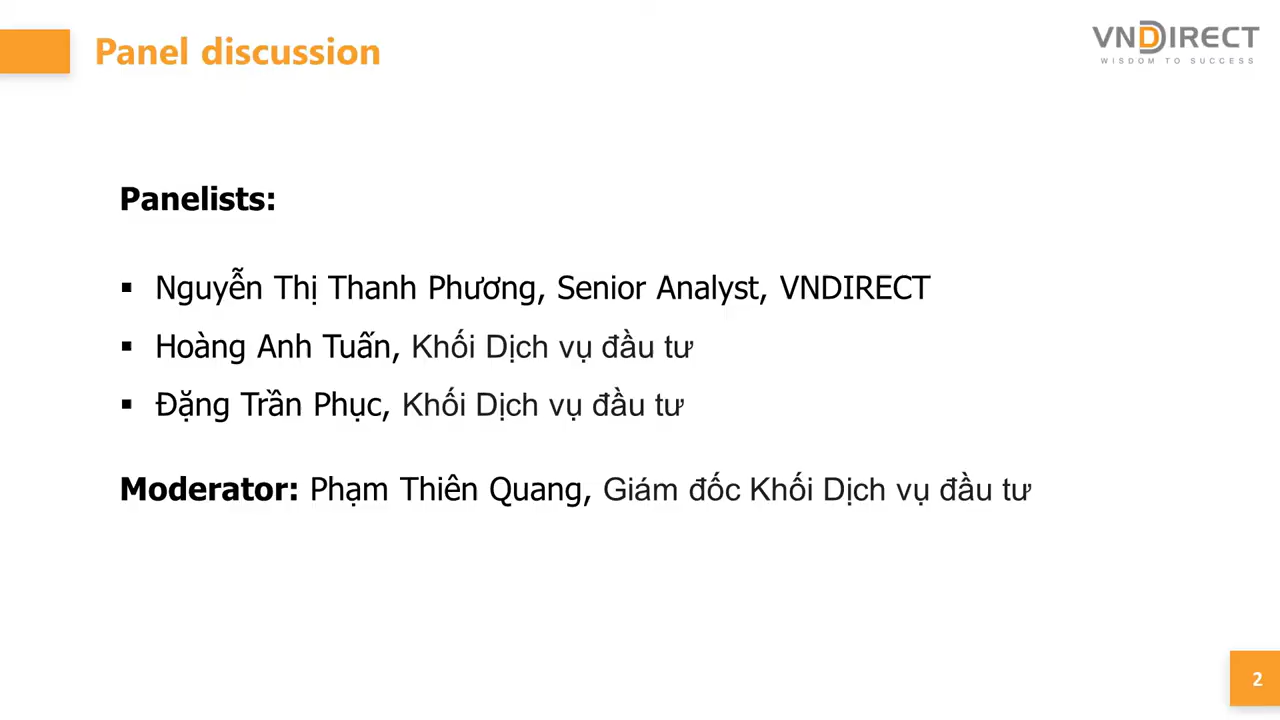 Panel discussion
VNDIRECT
WISDOM TO SUCCESS
Panelists:
▪ Nguyễn Thị Thanh Phương, Senior Analyst, VNDIRECT
▪ Hoàng Anh Tuấn, Khối Dịch vụ đầu tư
▪ Đặng Trần Phục, Khối Dịch vụ đầu tư
Moderator: Phạm Thiên Quang, Giám đốc Khối Dịch vụ đầu tư
2